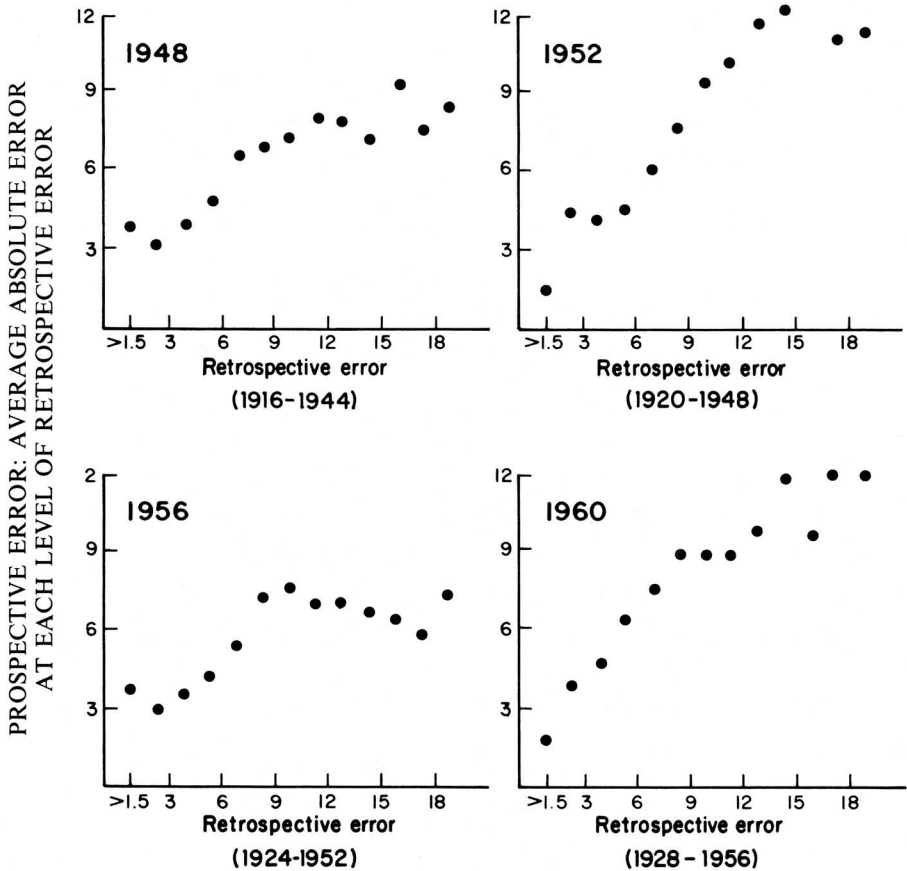 PROSPECTIVE ERROR: AVERAGE ABSOLUTE ERROR
AT EACH LEVEL OF RETROSPECTIVE ERROR
1948
12
9
6
3
>1.5 3 6 9 12 15 18
Retrospective error
(1916-1944)
1952
12
9
6
3
>1.5 3 6 9 12 15 18
Retrospective error
(1920-1948)
1956
2
9
6
3
>1.5 3 6 9 12 15 18
Retrospective error
(1924-1952)
1960
12
9
6
3
>1.5 3 6 9 12 15 18
Retrospective error
(1928-1956)